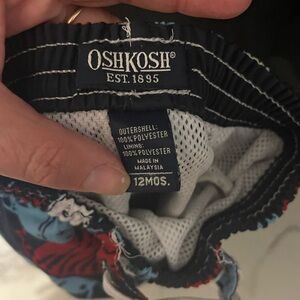 OSHKOSH®
EST. 1895
OUTERSHELL:
100% POLYESTER
LINING:
100% POLYESTER
MADE IN
MALAYSIA
12MOS.